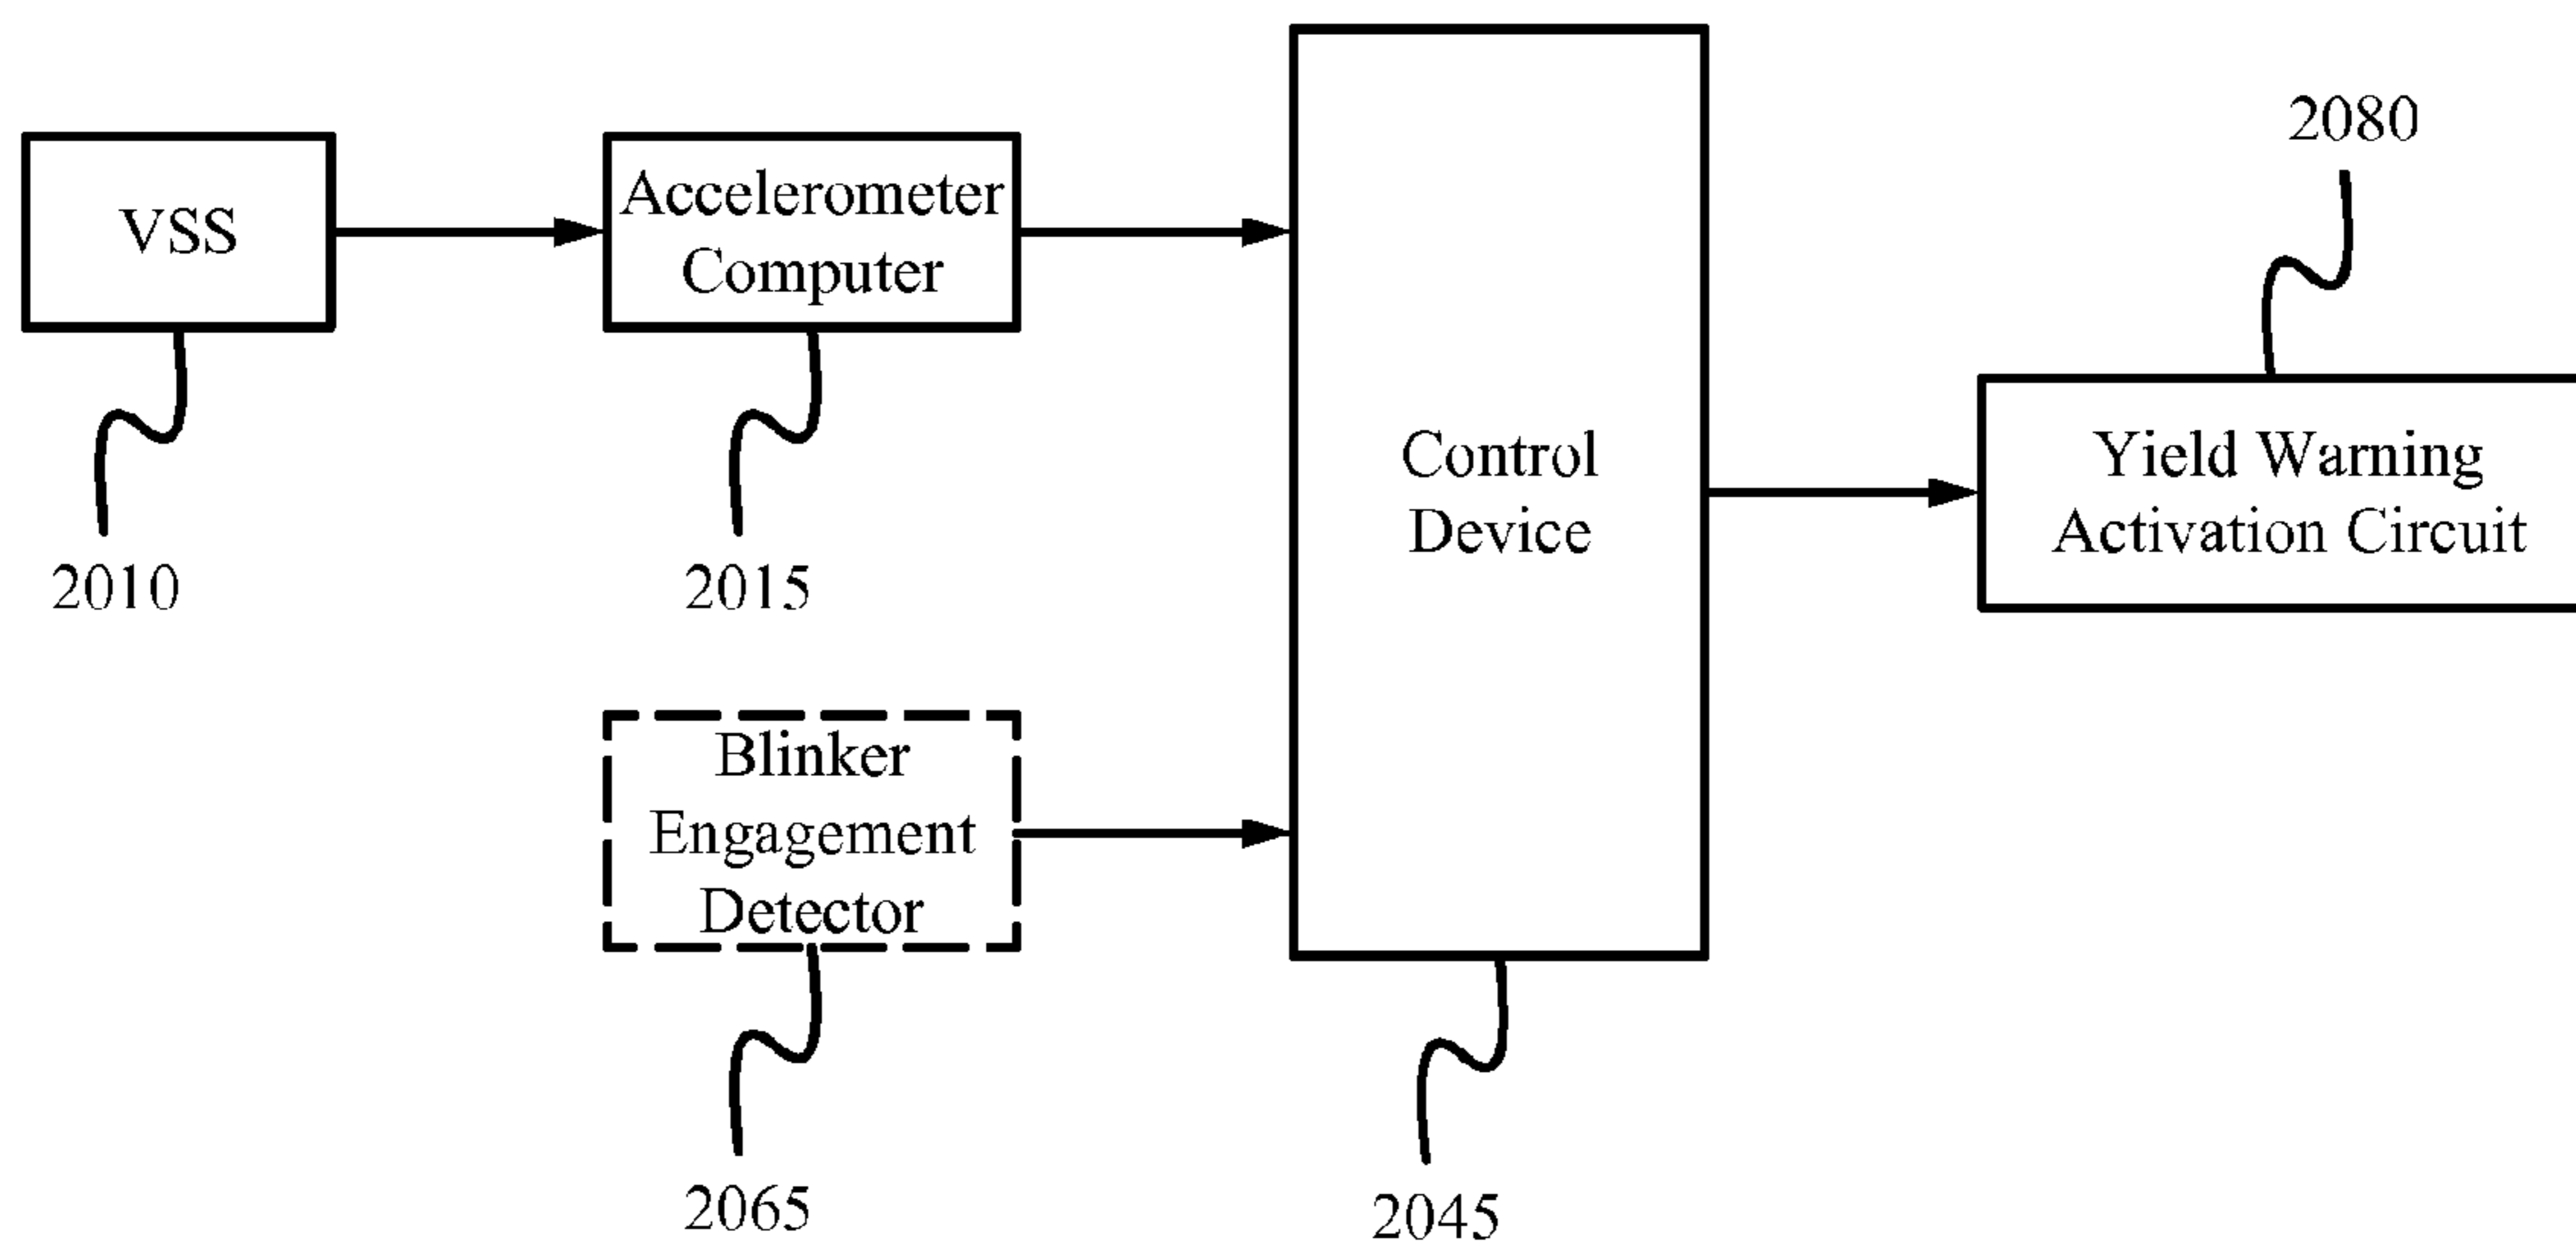 VSS
2010
Accelerometer
Computer
2015
Blinker
Engagement
Detector
2065
Control
Device
2045
2080
Yield Warning
Activation Circuit